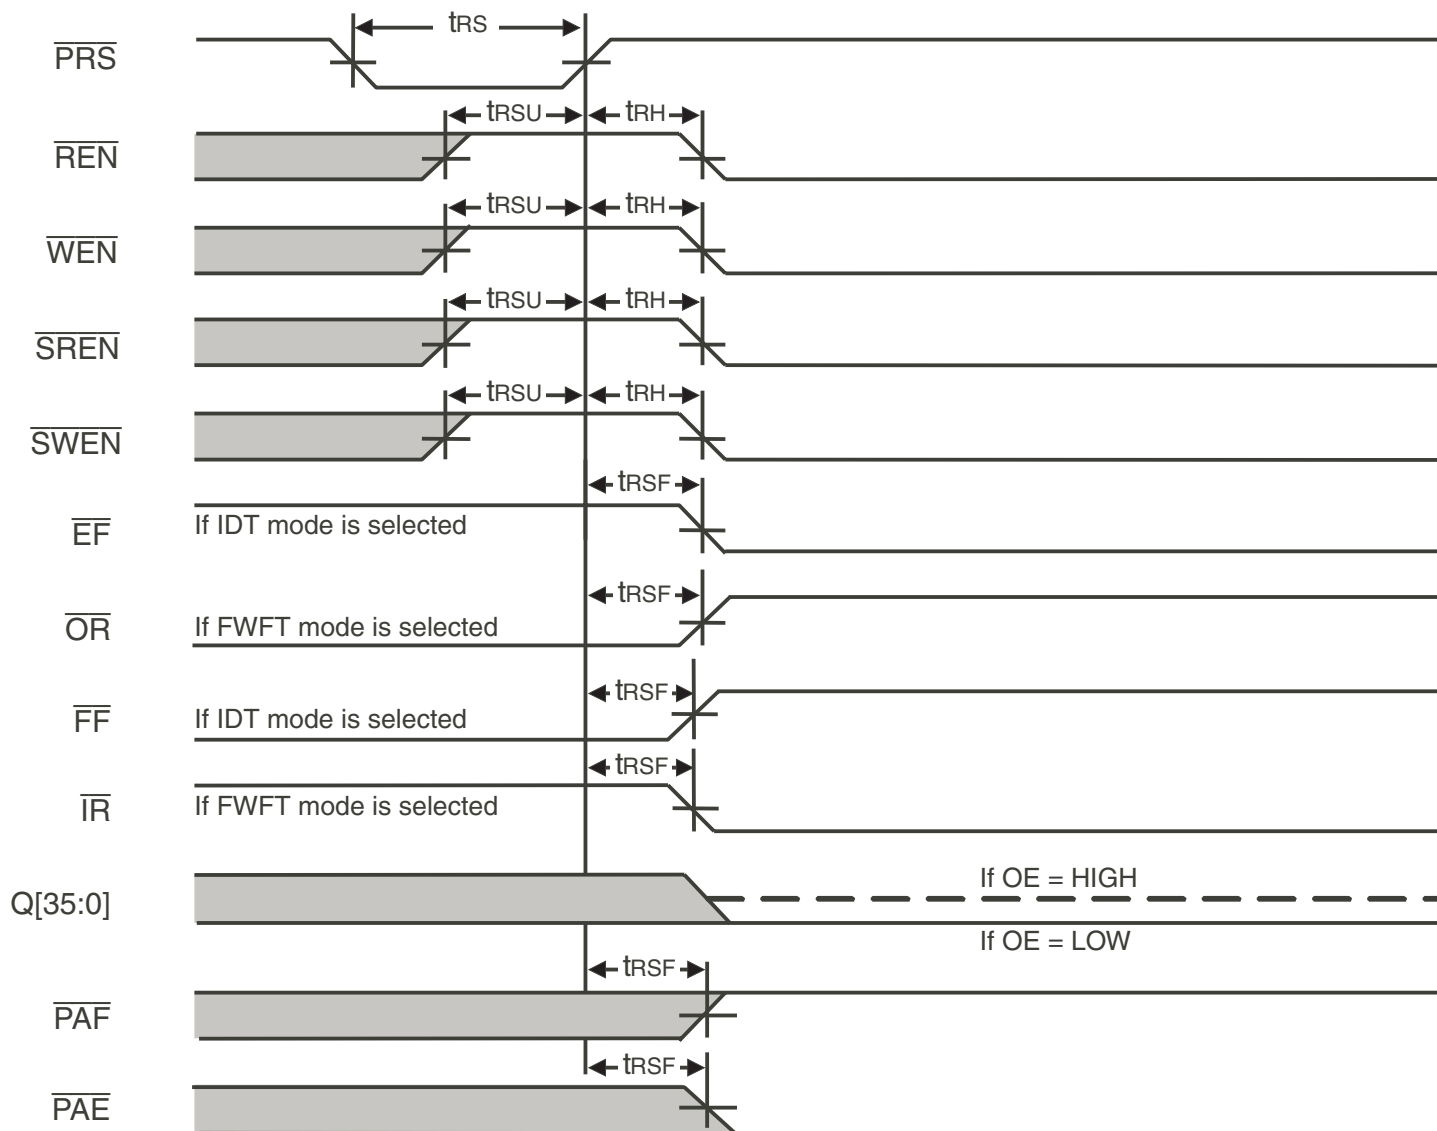 tRS
PRS
tRSU tRH
REN
tRSU tRH
WEN
tRSU tRH
SREN
tRSU tRH
SWEN
tRSF
EF If IDT mode is selected
tRSF
OR If FWFT mode is selected
tRSF
FF If IDT mode is selected
tRSF
IR If FWFT mode is selected
If OE = HIGH
Q[35:0]
If OE = LOW
tRSF
PAF
tRSF
PAE